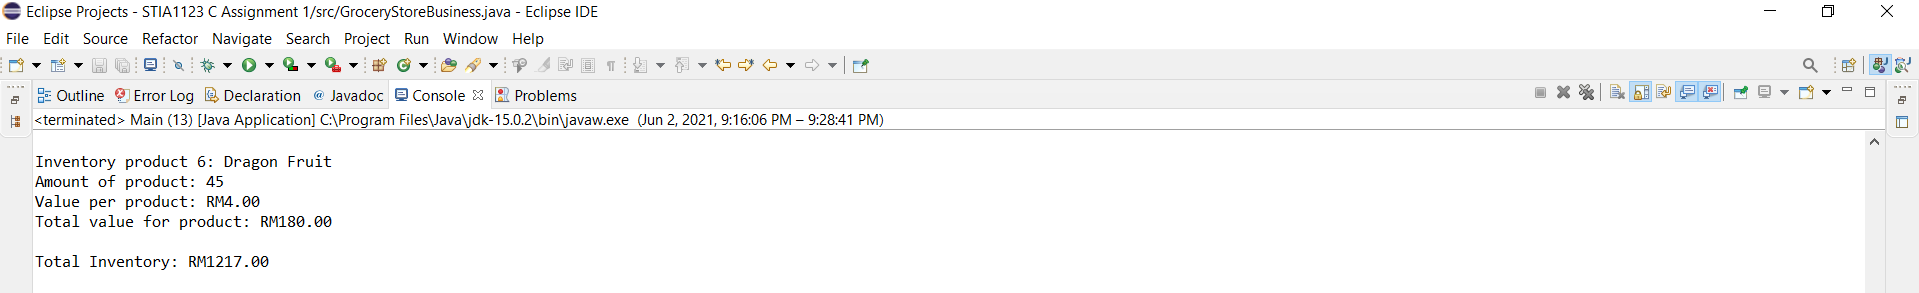 Eclipse Projects - STIA1123 C Assignment 1/src/GroceryStoreBusiness.java - Eclipse IDE
File Edit Source Refactor Navigate Search Project Run Window Help
Outline Error Log Declaration @ Javadoc Console Problems
<terminated> Main (13) [Java Application] C:\Program Files\Java\jdk-15.0.2\bin\javaw.exe (Jun 2, 2021, 9:16:06 PM – 9:28:41 PM)
Inventory product 6: Dragon Fruit
Amount of product: 45
Value per product: RM4.00
Total value for product: RM180.00
Total Inventory: RM1217.00